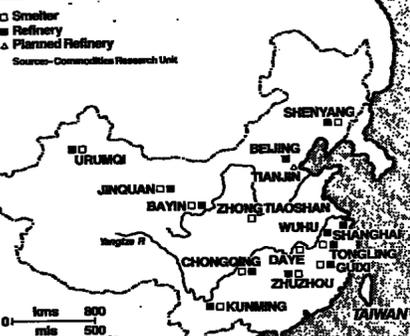 Smelter
Refinery
Planned Refinery
Source:- Commodities Research Unit
SHENYANG
BEIJING
URUMQI
TIANJIN
JINQUAN
BAYIN
ZHONGTIAOSHAN
WUHU
SHANGHAI
Yangtze R
CHONGQING
DAYE
TONGLING
GUIXI
ZHUZHOU
KUNMING
TAIWAN
kms 800
0
mls 500